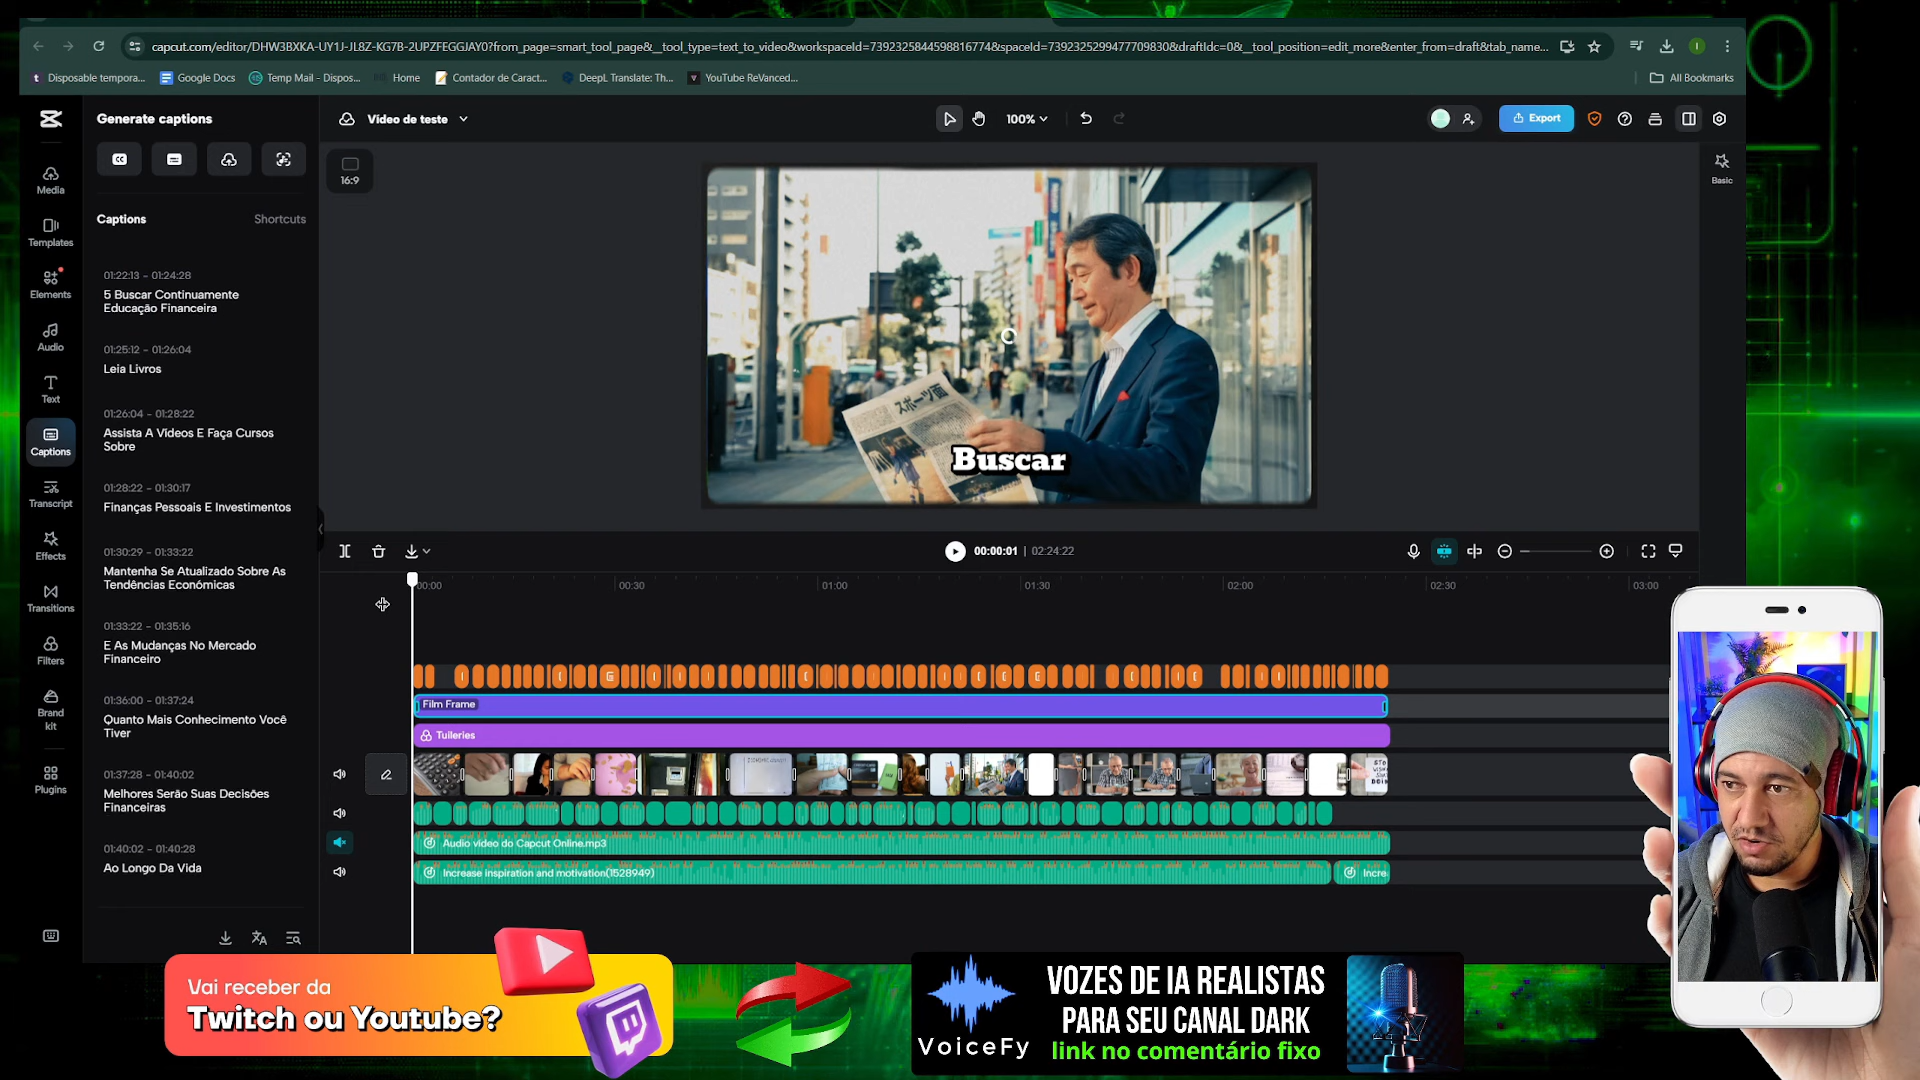 capcut.com/editor/DHW3BXKA-UY1J-JL8Z-KG7B-2UPZFEGGJAY0?from_page=smart_tool_page&__tool_type=text_to_video&workspaceId=7392325844598816774&spaceId=7392325299477709830&draftIdc=0&__tool_position=edit_more&enter_from=draft&tab_name...
Disposable tempora...
Google Docs
Temp Mail - Dispos...
Home
Contador de Caract...
DeepL Translate: Th...
YouTube ReVanced...
All Bookmarks
Generate captions
Vídeo de teste
100%
Export
Media
Templates
Elements
Audio
Text
Captions
Transcript
Effects
Transitions
Filters
Brand
kit
Plugins
Captions
Shortcuts
01:22:13 – 01:24:28
5 Buscar Continuamente
Educação Financeira
01:25:12 – 01:26:04
Leia Livros
01:26:04 – 01:28:22
Assista A Vídeos E Faça Cursos
Sobre
01:28:22 – 01:30:17
Finanças Pessoais E Investimentos
01:30:29 – 01:33:22
Mantenha Se Atualizado Sobre As
Tendências Econômicas
01:33:22 – 01:35:16
E As Mudanças No Mercado
Financeiro
01:36:00 – 01:37:24
Quanto Mais Conhecimento Você
Tiver
01:37:28 – 01:40:02
Melhores Serão Suas Decisões
Financeiras
01:40:02 – 01:40:28
Ao Longo Da Vida
16:9
Basic
スポーツ面
Buscar
00:00:01 | 02:24:22
00:00
00:30
01:00
01:30
02:00
02:30
03:00
Film Frame
Tuileries
Audio video do Capcut Online.mp3
Increase inspiration and motivation(1528949)
Incre
Vai receber da
Twitch ou Youtube?
VoiceFy
VOZES DE IA REALISTAS
PARA SEU CANAL DARK
link no comentário fixo